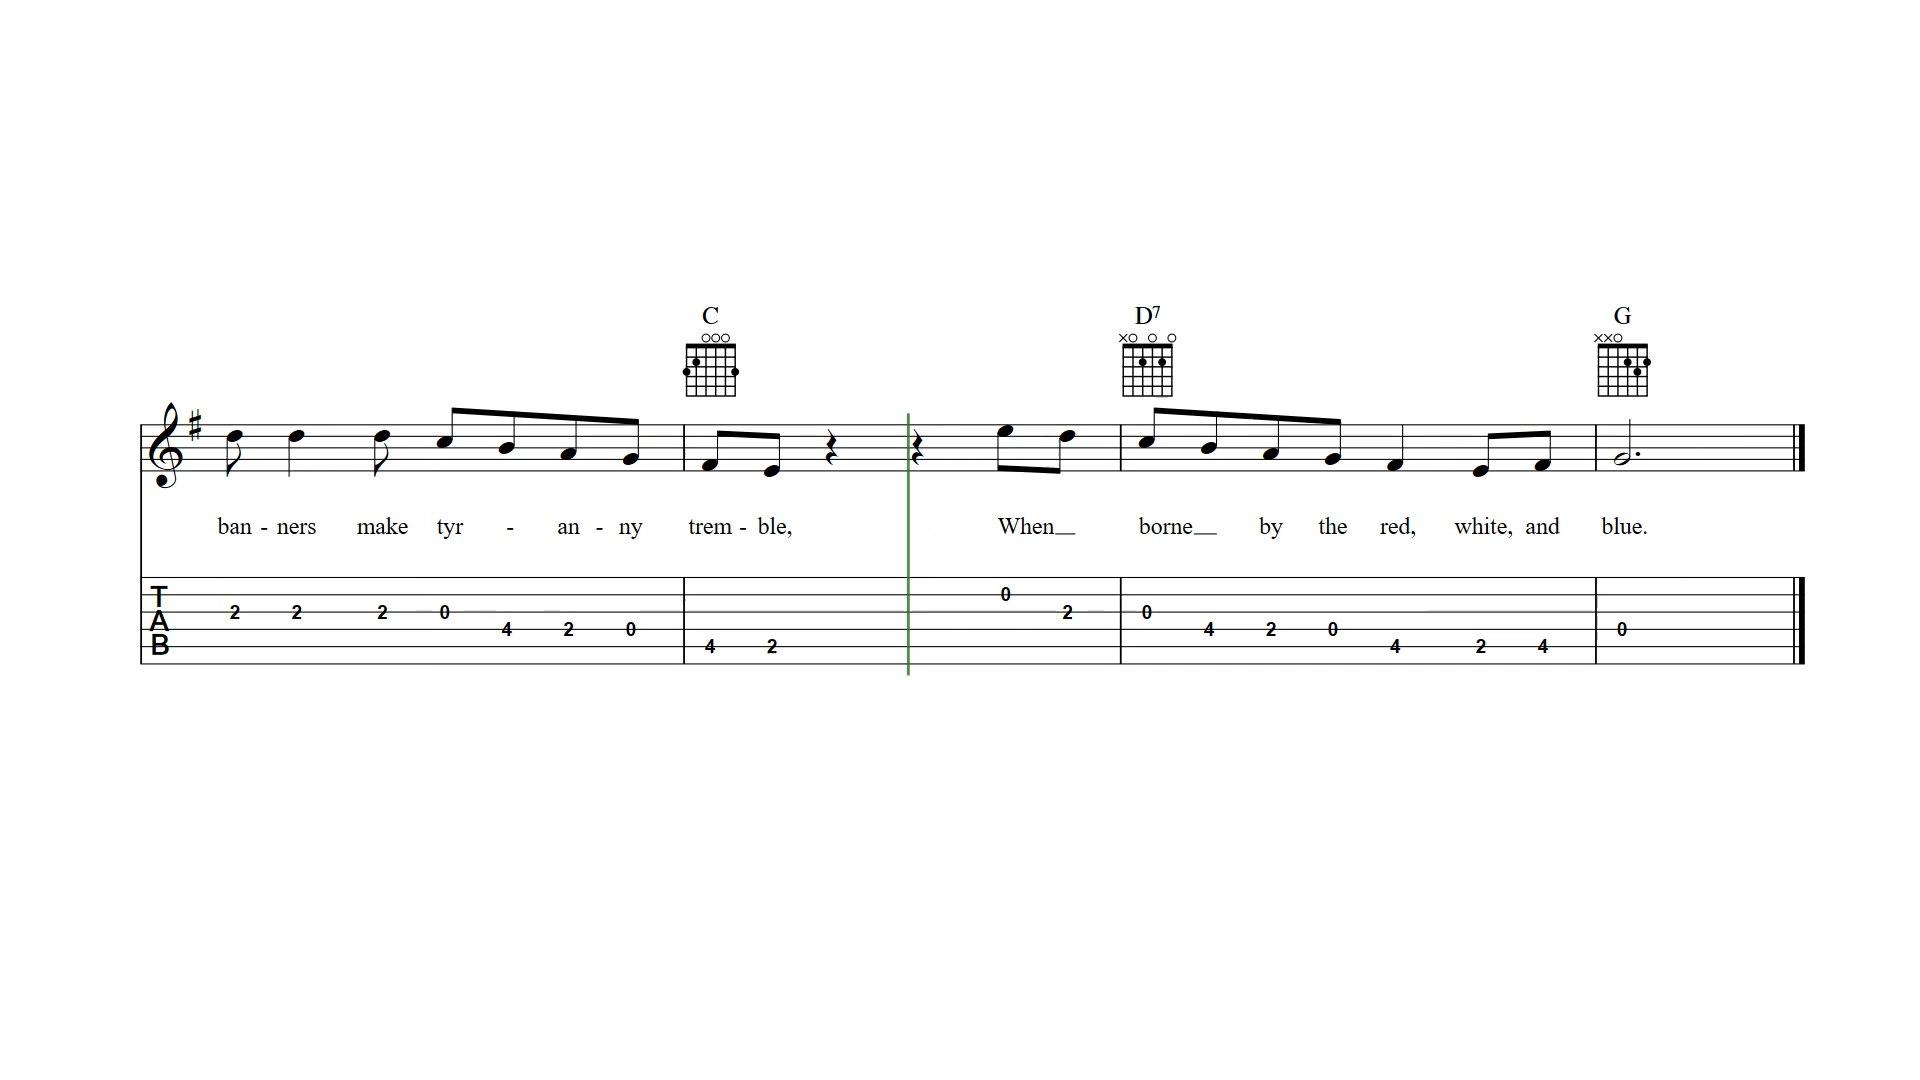 C D7 G
ban - ners make tyr - an - ny trem - ble, When__ borne__ by the red, white, and blue.
T
A
B
0
2 2 2 0 2 0
4 2 0 4 2 0 0
4 2 4 2 4